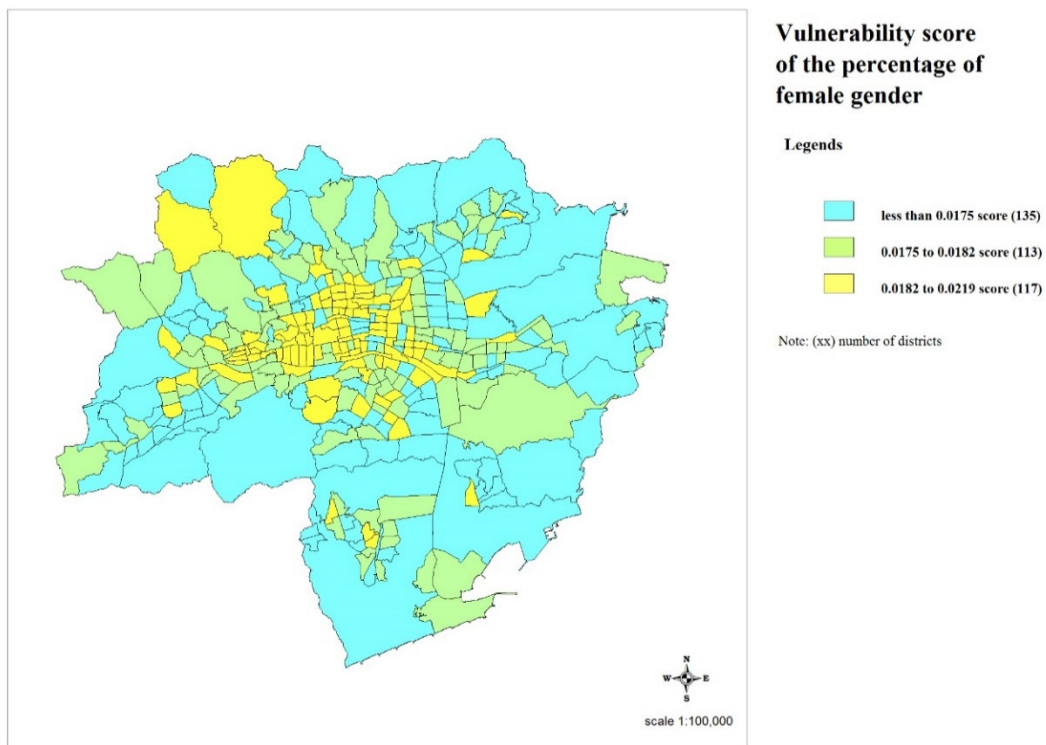 Vulnerability score
of the percentage of
female gender
Legends
less than 0.0175 score (135)
0.0175 to 0.0182 score (113)
0.0182 to 0.0219 score (117)
Note: (xx) number of districts
N
W E
S
scale 1:100,000